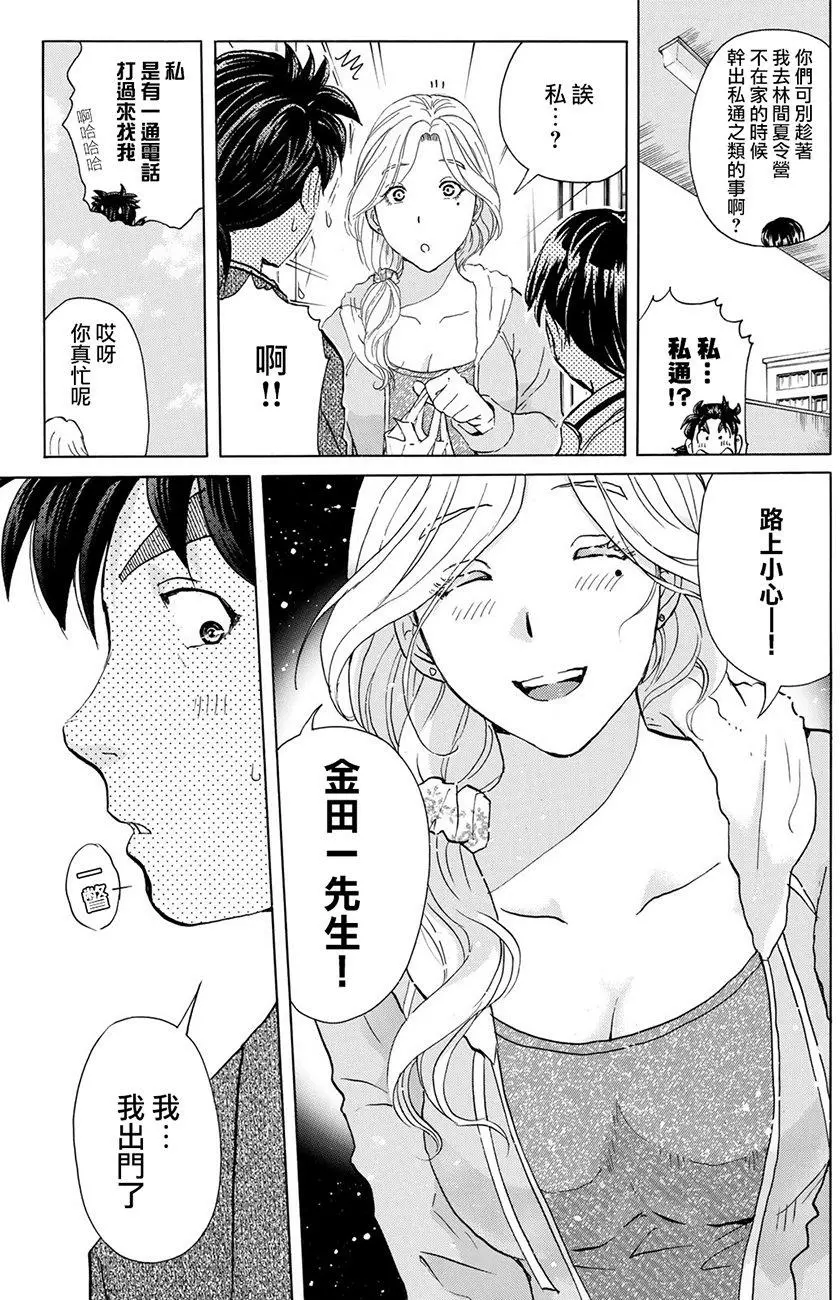 你們可別趁著
我去林間夏令營
不在家的時候
幹出私通之類的事啊?
私…
私通!?
誒
私…?
啊!!
私
是有一通電話
打過來找我
啊哈哈哈
哎呀
你真忙呢
路上小心—!
金田一先生!
一瞥
我…
我出門了